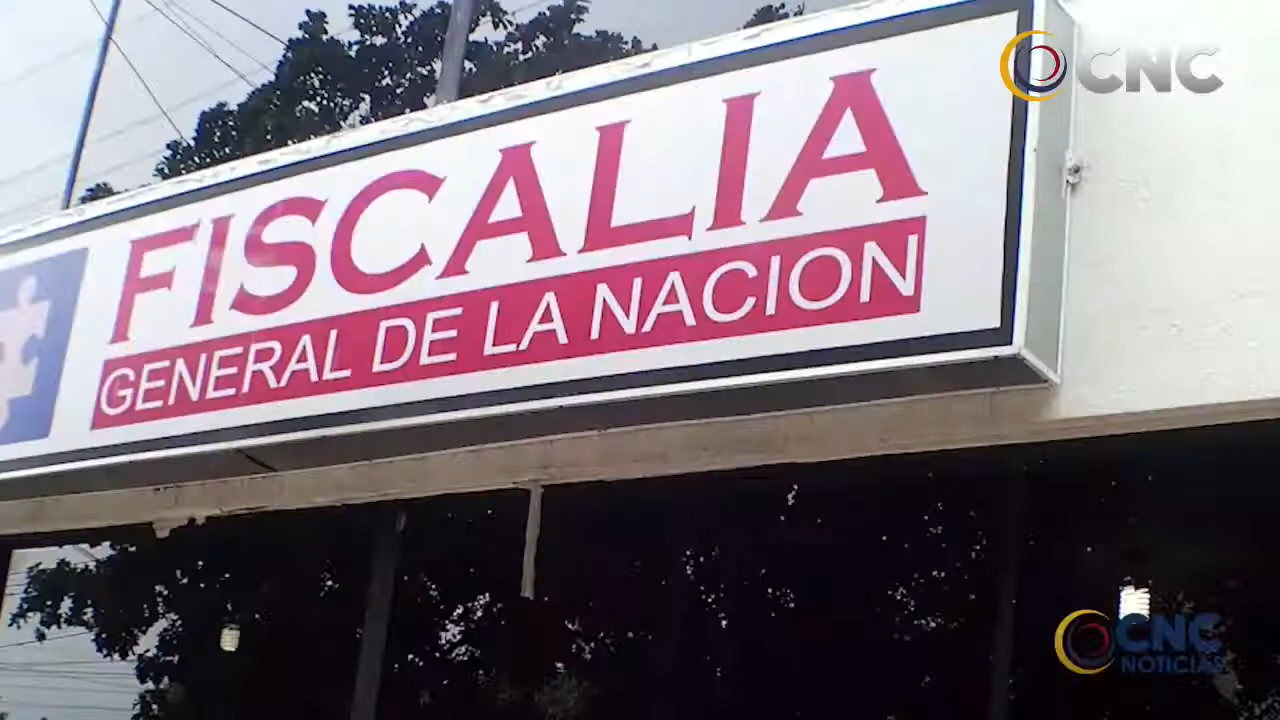 CNC
FISCALIA
GENERAL DE LA NACION
CNC
NOTICIAS